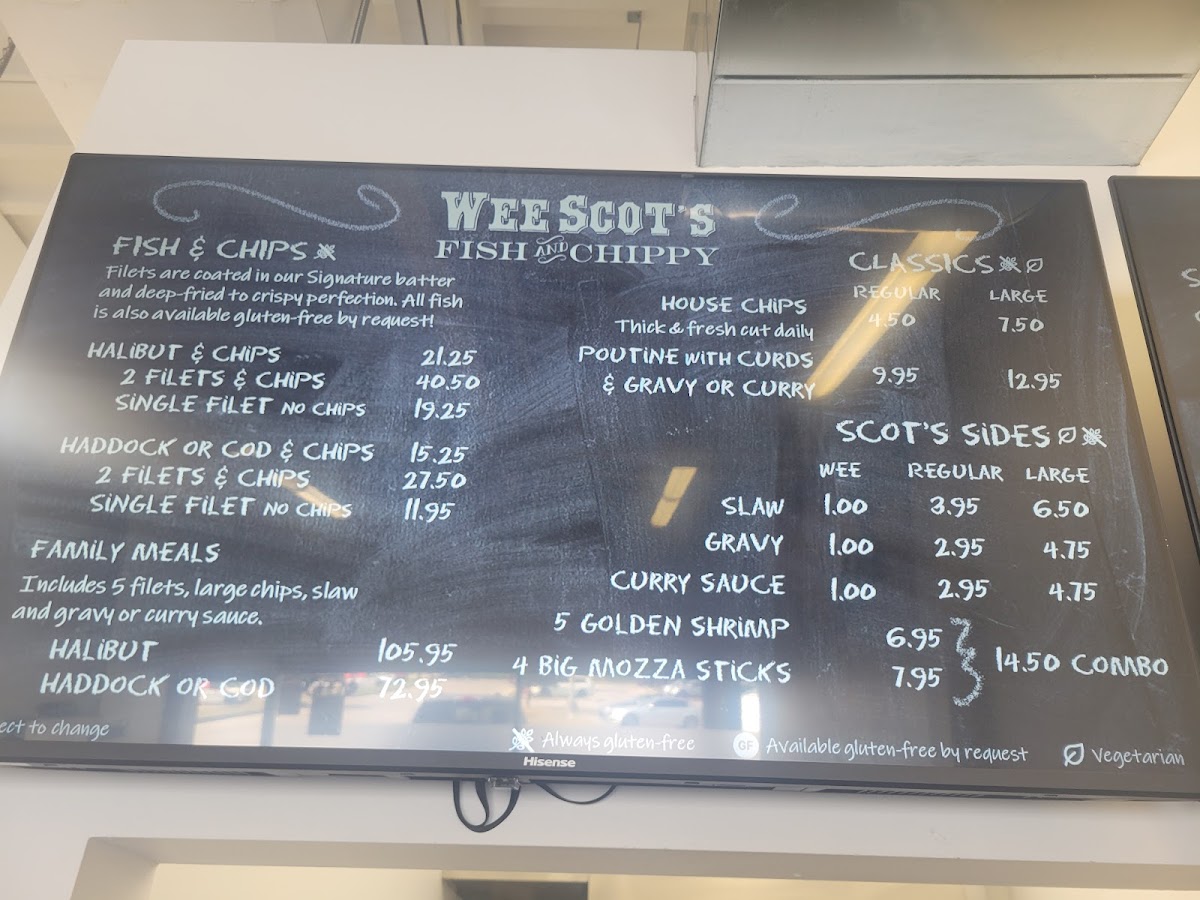 WEE SCOT'S
FISH AND CHIPPY
FISH & CHIPS
Filets are coated in our Signature batter
and deep-fried to crispy perfection. All fish
is also available gluten-free by request!
HALIBUT & CHIPS 21.25
2 FILETS & CHIPS 40.50
SINGLE FILET NO CHIPS 19.25
HADDOCK OR COD & CHIPS 15.25
2 FILETS & CHIPS 27.50
SINGLE FILET NO CHIPS 11.95
FAMILY MEALS
Includes 5 filets, large chips, slaw
and gravy or curry sauce.
HALIBUT 105.95
HADDOCK OR COD 72.95
CLASSICS
REGULAR LARGE
HOUSE CHIPS 4.50 7.50
Thick & fresh cut daily
POUTINE WITH CURDS
& GRAVY OR CURRY 9.95 12.95
SCOT'S SIDES
WEE REGULAR LARGE
SLAW 1.00 3.95 6.50
GRAVY 1.00 2.95 4.75
CURRY SAUCE 1.00 2.95 4.75
5 GOLDEN SHRIMP 6.95
4 BIG MOZZA STICKS 7.95
14.50 COMBO
to change
Always gluten-free
GF Available gluten-free by request
Vegetarian
Hisense